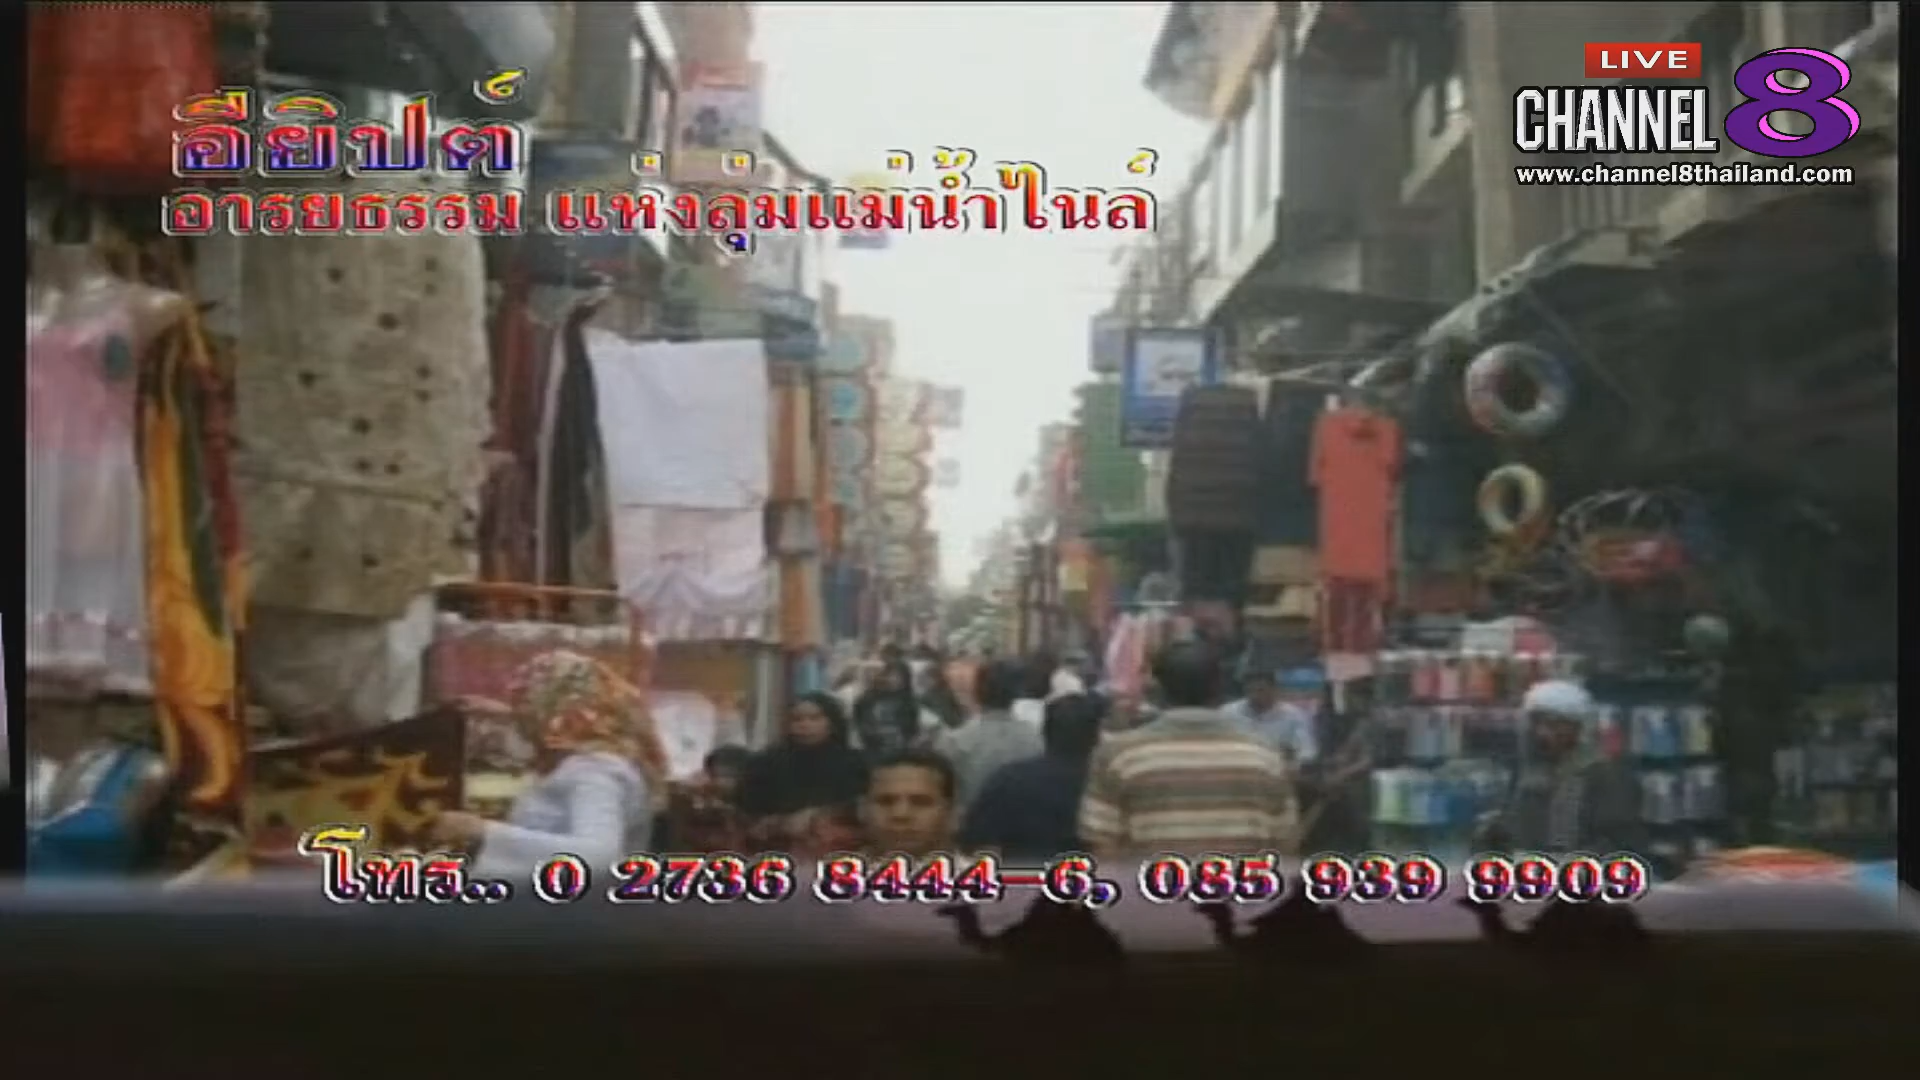 LIVE
CHANNEL 8
www.channel8thailand.com
อียิปต์
อารยธรรม แห่งลุ่มแม่น้ำไนล์
โทร.. 0 2736 8444-6, 085 939 9909